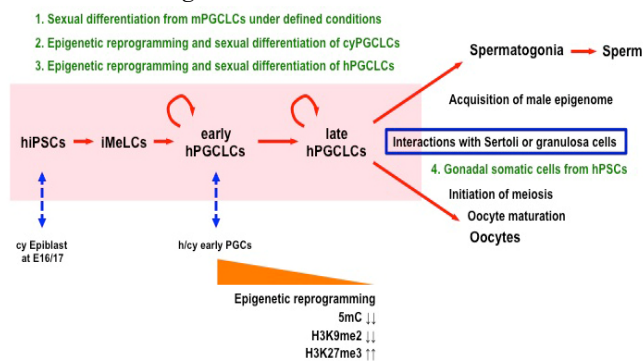 1. Sexual differentiation from mPGCLCs under defined conditions
2. Epigenetic reprogramming and sexual differentiation of cyPGCLCs
3. Epigenetic reprogramming and sexual differentiation of hPGCLCs
Spermatogonia
Sperm
Acquisition of male epigenome
hiPSCs
iMeLCs
early
hPGCLCs
late
hPGCLCs
Interactions with Sertoli or granulosa cells
4. Gonadal somatic cells from hPSCs
Initiation of meiosis
Oocyte maturation
Oocytes
cy Epiblast
at E16/17
h/cy early PGCs
Epigenetic reprogramming
5mC ↓↓
H3K9me2 ↓↓
H3K27me3 ↑↑